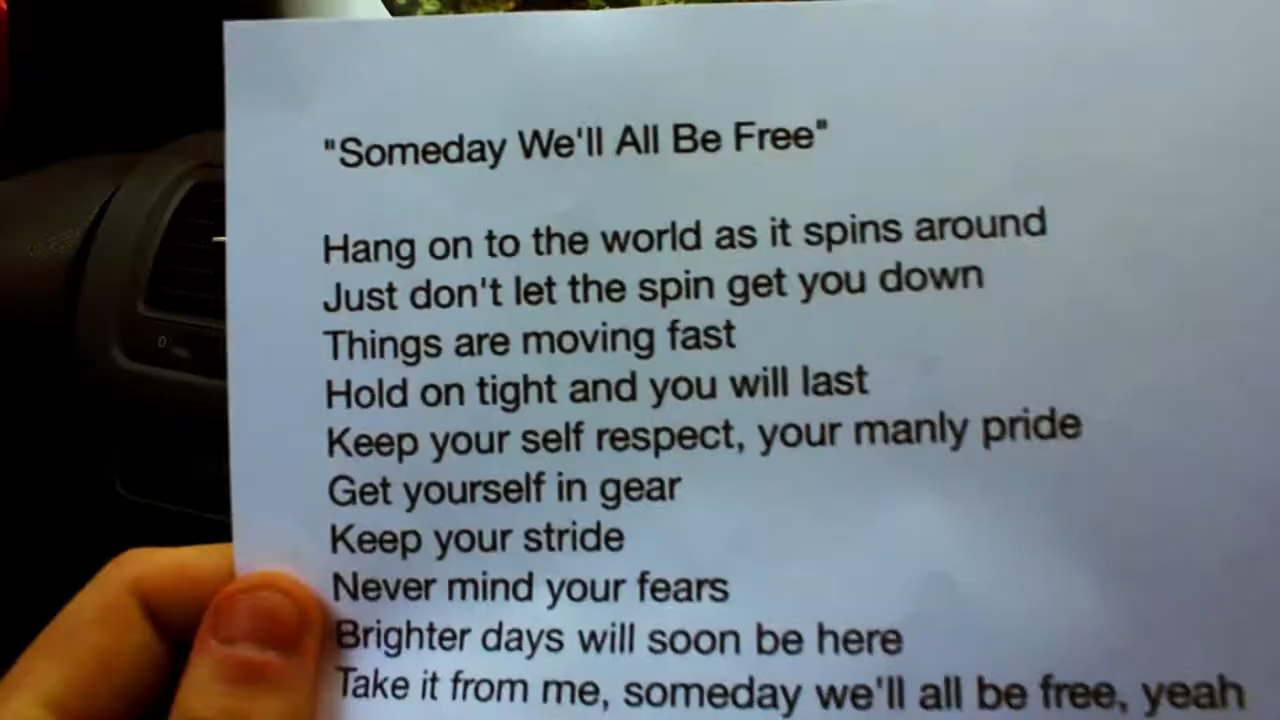 "Someday We'll All Be Free"
Hang on to the world as it spins around
Just don't let the spin get you down
Things are moving fast
Hold on tight and you will last
Keep your self respect, your manly pride
Get yourself in gear
Keep your stride
Never mind your fears
Brighter days will soon be here
Take it from me, someday we'll all be free, yeah
0